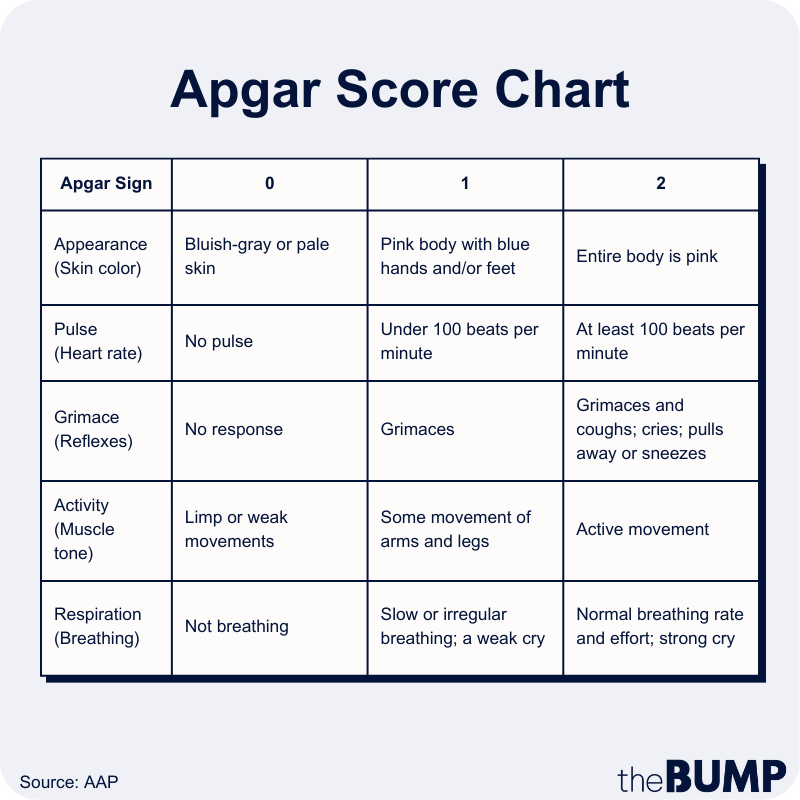 Apgar Score Chart
Apgar Sign
0
1
2
Appearance
(Skin color)
Bluish-gray or pale
skin
Pink body with blue
hands and/or feet
Entire body is pink
Pulse
(Heart rate)
No pulse
Under 100 beats per
minute
At least 100 beats per
minute
Grimace
(Reflexes)
No response
Grimaces
Grimaces and
coughs; cries; pulls
away or sneezes
Activity
(Muscle
tone)
Limp or weak
movements
Some movement of
arms and legs
Active movement
Respiration
(Breathing)
Not breathing
Slow or irregular
breathing; a weak cry
Normal breathing rate
and effort; strong cry
Source: AAP
theBUMP